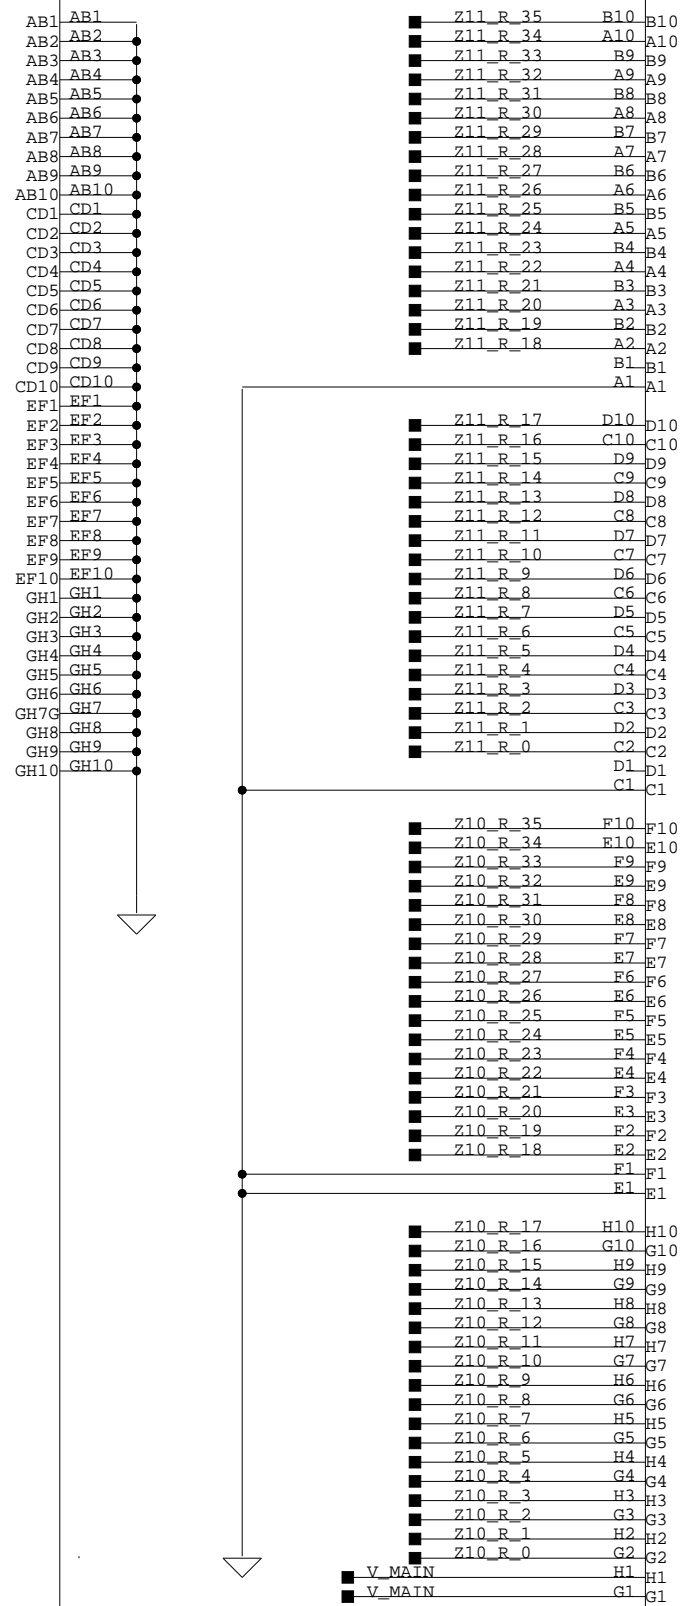 AB1 AB1
AB2 AB2
AB3 AB3
AB4 AB4
AB5 AB5
AB6 AB6
AB7 AB7
AB8 AB8
AB9 AB9
AB10 AB10
CD1 CD1
CD2 CD2
CD3 CD3
CD4 CD4
CD5 CD5
CD6 CD6
CD7 CD7
CD8 CD8
CD9 CD9
CD10 CD10
EF1 EF1
EF2 EF2
EF3 EF3
EF4 EF4
EF5 EF5
EF6 EF6
EF7 EF7
EF8 EF8
EF9 EF9
EF10 EF10
GH1 GH1
GH2 GH2
GH3 GH3
GH4 GH4
GH5 GH5
GH6 GH6
GH7G GH7
GH8 GH8
GH9 GH9
GH10 GH10
Z11_R_35 B10 B10
Z11_R_34 A10 A10
Z11_R_33 B9 B9
Z11_R_32 A9 A9
Z11_R_31 B8 B8
Z11_R_30 A8 A8
Z11_R_29 B7 B7
Z11_R_28 A7 A7
Z11_R_27 B6 B6
Z11_R_26 A6 A6
Z11_R_25 B5 B5
Z11_R_24 A5 A5
Z11_R_23 B4 B4
Z11_R_22 A4 A4
Z11_R_21 B3 B3
Z11_R_20 A3 A3
Z11_R_19 B2 B2
Z11_R_18 A2 A2
B1 B1
A1 A1
Z11_R_17 D10 D10
Z11_R_16 C10 C10
Z11_R_15 D9 D9
Z11_R_14 C9 C9
Z11_R_13 D8 D8
Z11_R_12 C8 C8
Z11_R_11 D7 D7
Z11_R_10 C7 C7
Z11_R_9 D6 D6
Z11_R_8 C6 C6
Z11_R_7 D5 D5
Z11_R_6 C5 C5
Z11_R_5 D4 D4
Z11_R_4 C4 C4
Z11_R_3 D3 D3
Z11_R_2 C3 C3
Z11_R_1 D2 D2
Z11_R_0 C2 C2
D1 D1
C1 C1
Z10_R_35 F10 F10
Z10_R_34 E10 E10
Z10_R_33 F9 F9
Z10_R_32 E9 E9
Z10_R_31 F8 F8
Z10_R_30 E8 E8
Z10_R_29 F7 F7
Z10_R_28 E7 E7
Z10_R_27 F6 F6
Z10_R_26 E6 E6
Z10_R_25 F5 F5
Z10_R_24 E5 E5
Z10_R_23 F4 F4
Z10_R_22 E4 E4
Z10_R_21 F3 F3
Z10_R_20 E3 E3
Z10_R_19 F2 F2
Z10_R_18 E2 E2
F1 F1
E1 E1
Z10_R_17 H10 H10
Z10_R_16 G10 G10
Z10_R_15 H9 H9
Z10_R_14 G9 G9
Z10_R_13 H8 H8
Z10_R_12 G8 G8
Z10_R_11 H7 H7
Z10_R_10 G7 G7
Z10_R_9 H6 H6
Z10_R_8 G6 G6
Z10_R_7 H5 H5
Z10_R_6 G5 G5
Z10_R_5 H4 H4
Z10_R_4 G4 G4
Z10_R_3 H3 H3
Z10_R_2 G3 G3
Z10_R_1 H2 H2
Z10_R_0 G2 G2
V_MAIN H1 H1
V_MAIN G1 G1